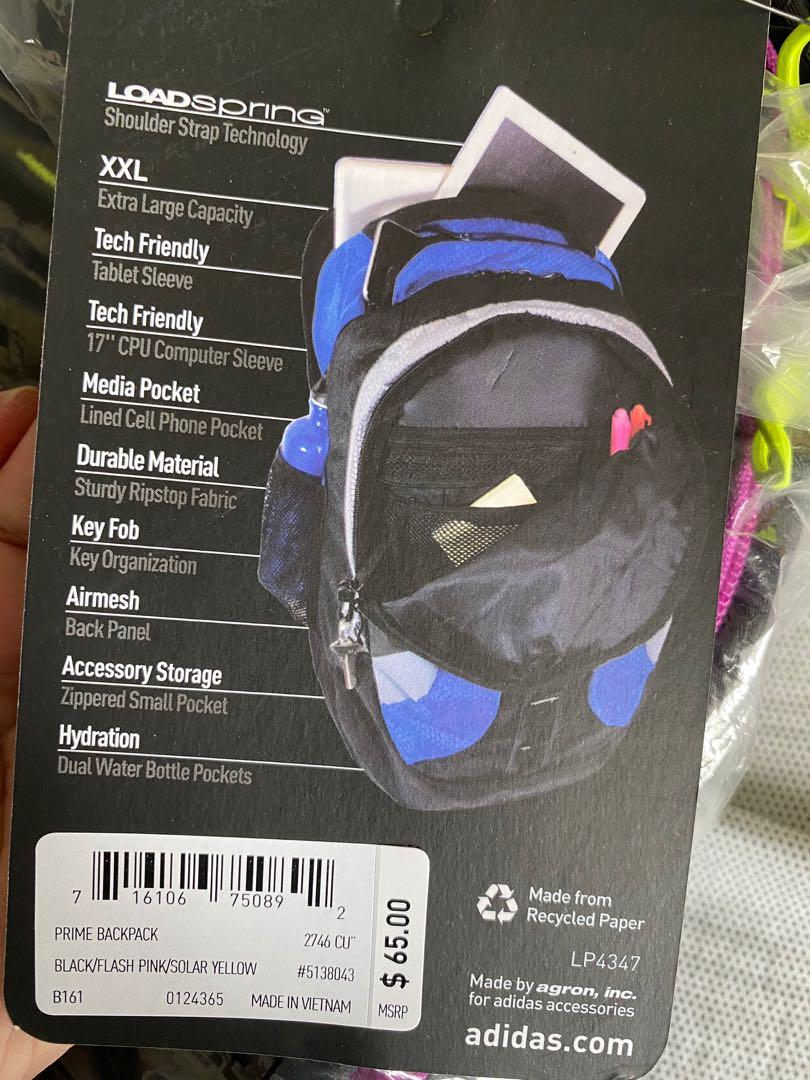 LOADspring™
Shoulder Strap Technology
XXL
Extra Large Capacity
Tech Friendly
Tablet Sleeve
Tech Friendly
17" CPU Computer Sleeve
Media Pocket
Lined Cell Phone Pocket
Durable Material
Sturdy Ripstop Fabric
Key Fob
Key Organization
Airmesh
Back Panel
Accessory Storage
Zippered Small Pocket
Hydration
Dual Water Bottle Pockets
7 16106 75089 2
PRIME BACKPACK 2746 CU"
BLACK/FLASH PINK/SOLAR YELLOW #5138043
B161 0124365 MADE IN VIETNAM
$ 65.00
MSRP
Made from
Recycled Paper
LP4347
Made by agron, inc.
for adidas accessories
adidas.com